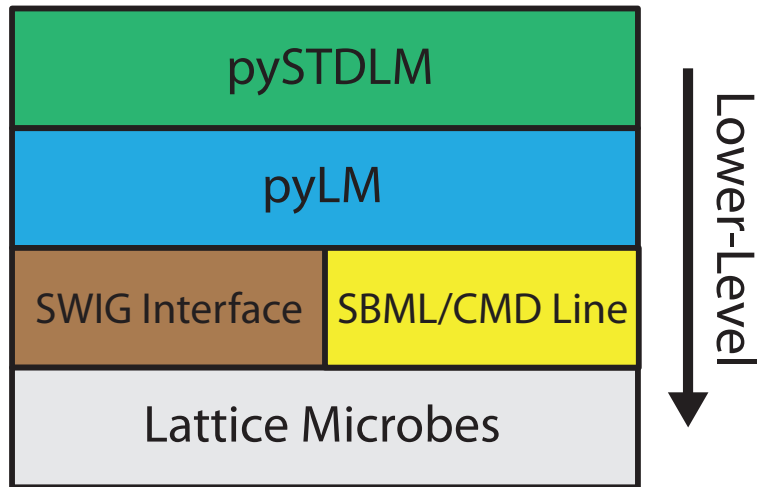 pySTDLM
pyLM
SWIG Interface
SBML/CMD Line
Lattice Microbes
Lower-Level